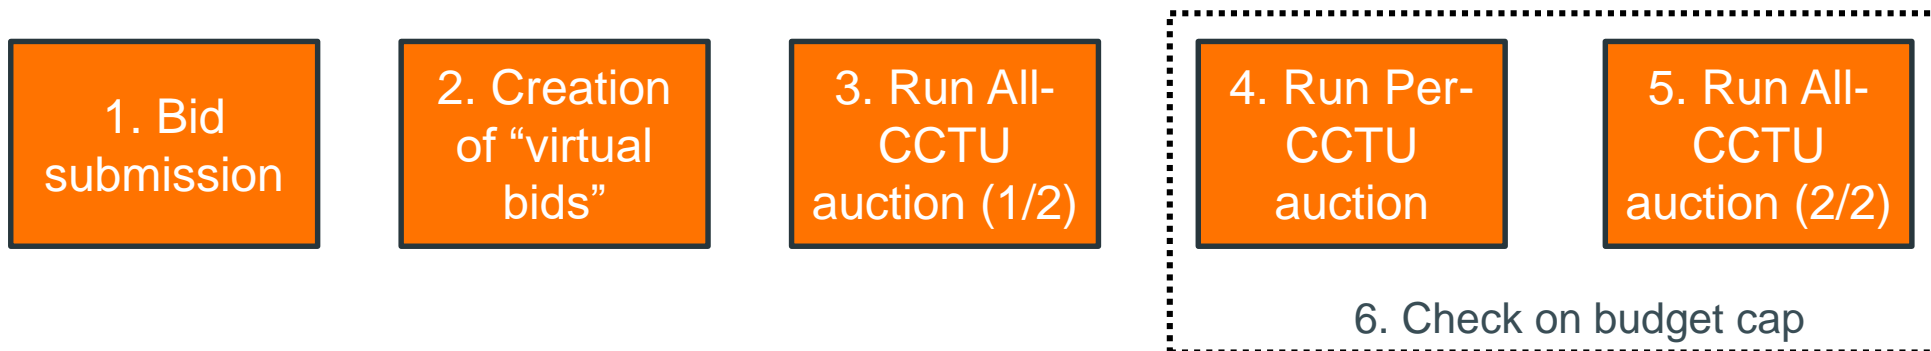 1. Bid
submission
2. Creation
of “virtual
bids”
3. Run All-
CCTU
auction (1/2)
4. Run Per-
CCTU
auction
5. Run All-
CCTU
auction (2/2)
6. Check on budget cap